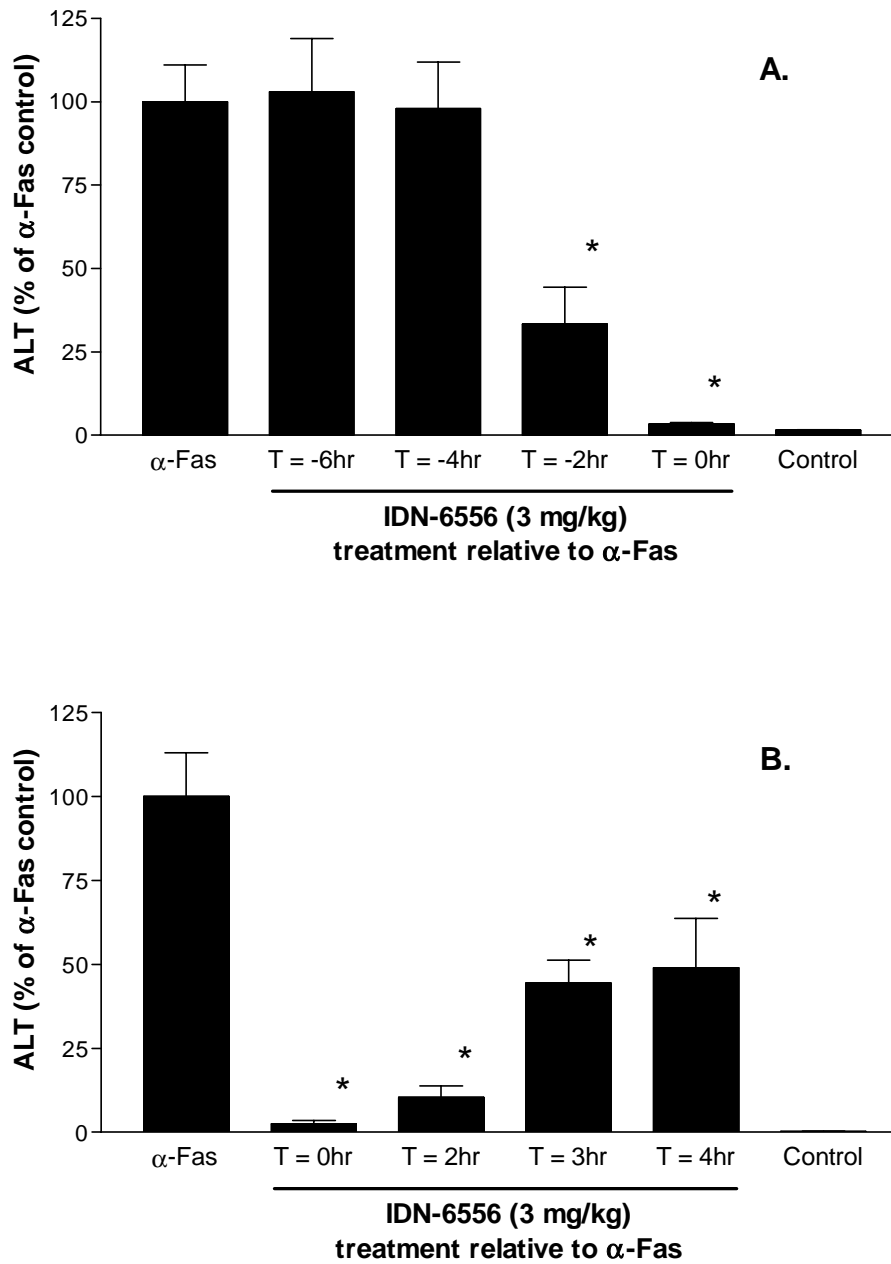 125
A.
100
75
50
25
0
ALT (% of α-Fas control)
*
*
α-Fas T = -6hr T = -4hr T = -2hr T = 0hr Control
IDN-6556 (3 mg/kg)
treatment relative to α-Fas
125
B.
100
75
50
25
0
ALT (% of α-Fas control)
*
*
*
*
α-Fas T = 0hr T = 2hr T = 3hr T = 4hr Control
IDN-6556 (3 mg/kg)
treatment relative to α-Fas